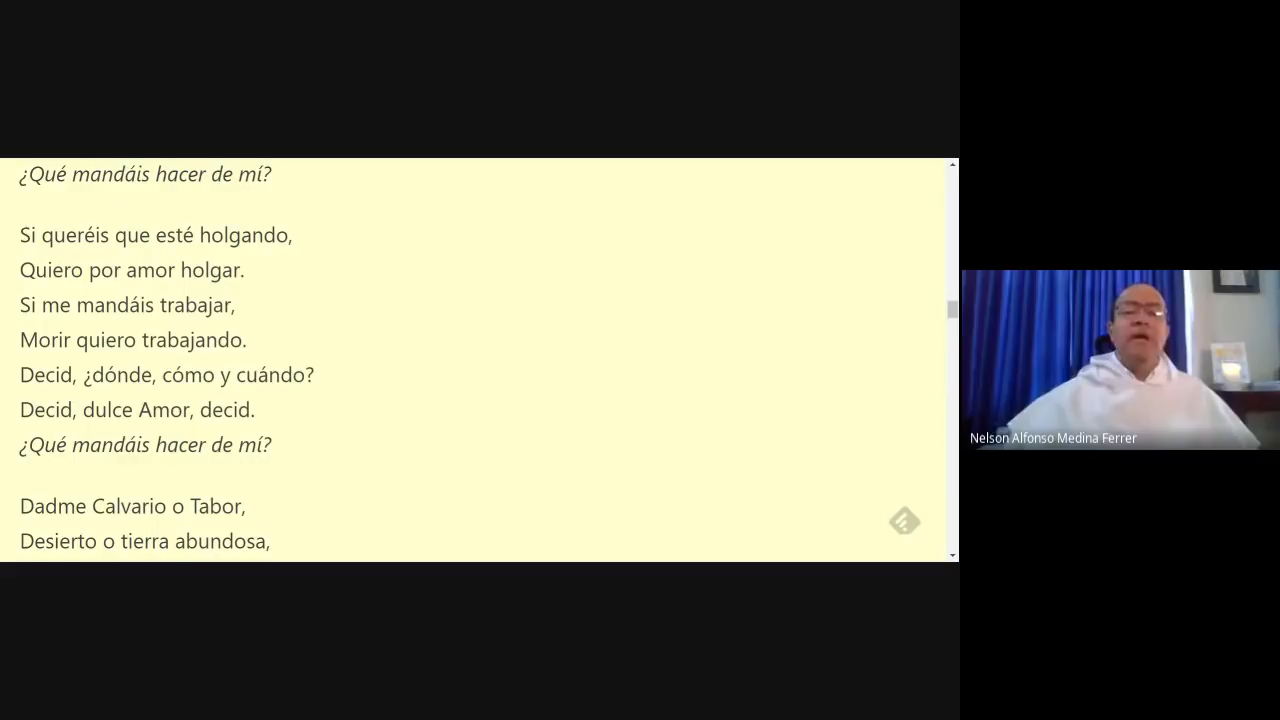 ¿Qué mandáis hacer de mí?
Si queréis que esté holgando,
Quiero por amor holgar.
Si me mandáis trabajar,
Morir quiero trabajando.
Decid, ¿dónde, cómo y cuándo?
Decid, dulce Amor, decid.
¿Qué mandáis hacer de mí?
Dadme Calvario o Tabor,
Desierto o tierra abundosa,
Nelson Alfonso Medina Ferrer